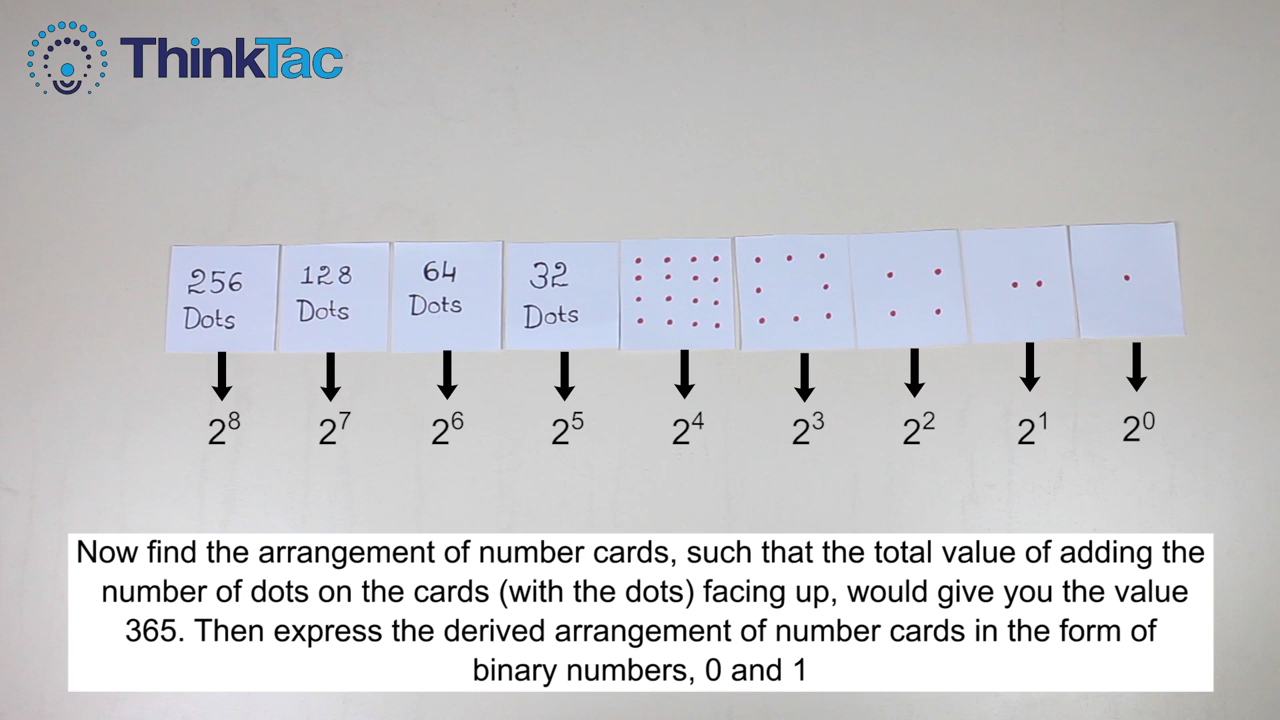 ThinkTac
256 Dots
128 Dots
64 Dots
32 Dots
2⁸ 2⁷ 2⁶ 2⁵ 2⁴ 2³ 2² 2¹ 2⁰
Now find the arrangement of number cards, such that the total value of adding the
number of dots on the cards (with the dots) facing up, would give you the value
365. Then express the derived arrangement of number cards in the form of
binary numbers, 0 and 1